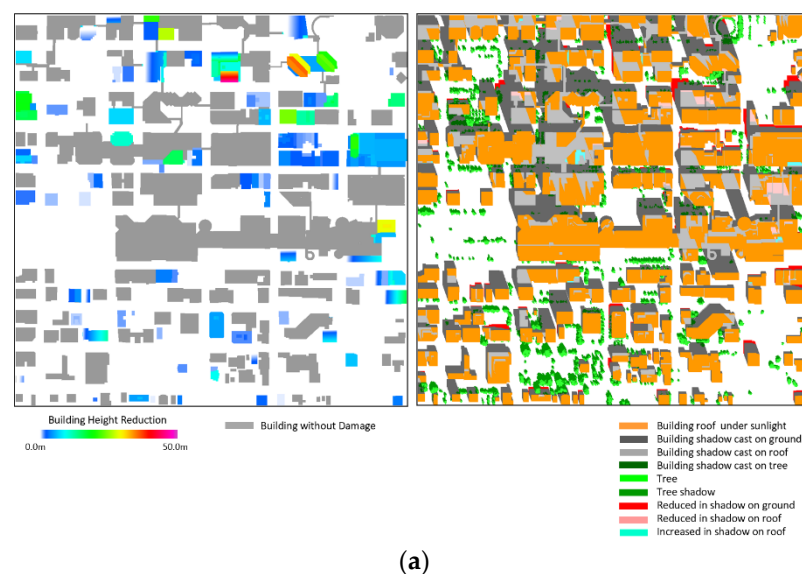 Building Height Reduction
0.0m
50.0m
Building without Damage
Building roof under sunlight
Building shadow cast on ground
Building shadow cast on roof
Building shadow cast on tree
Tree
Tree shadow
Reduced in shadow on ground
Reduced in shadow on roof
Increased in shadow on roof
(a)